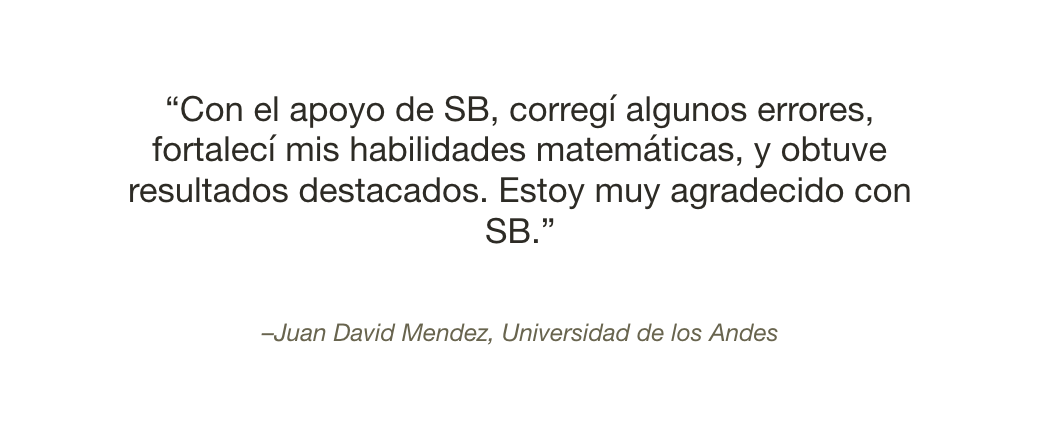 “Con el apoyo de SB, corregí algunos errores,
fortalecí mis habilidades matemáticas, y obtuve
resultados destacados. Estoy muy agradecido con
SB.”
–Juan David Mendez, Universidad de los Andes